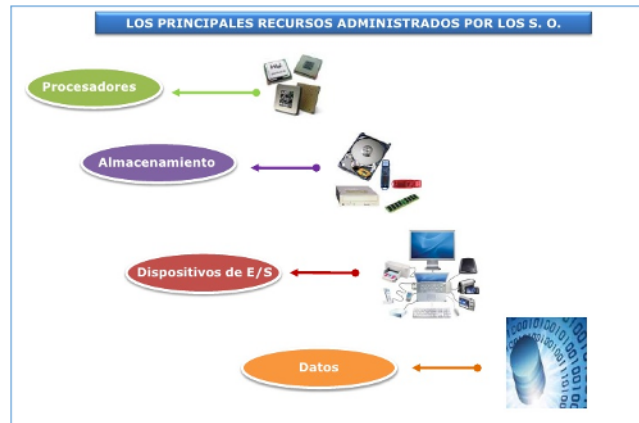 LOS PRINCIPALES RECURSOS ADMINISTRADOS POR LOS S. O.
Procesadores
Almacenamiento
Dispositivos de E/S
Datos